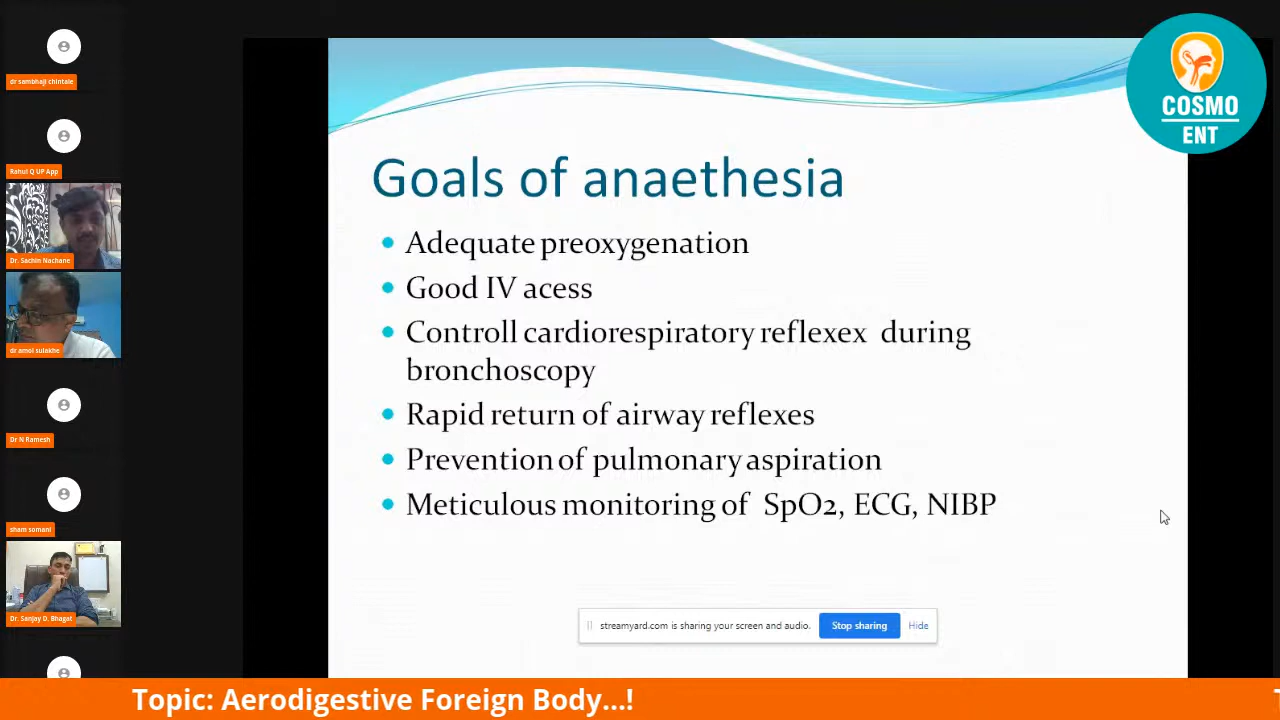 dr sambhaji chintale
Rahul Q UP App
Dr. Sachin Nachane
dr amol sulakhe
Dr N Ramesh
sham somani
Dr. Sanjay D. Bhagat
COSMO
ENT
Goals of anaethesia
Adequate preoxygenation
Good IV acess
Controll cardiorespiratory reflexex during
bronchoscopy
Rapid return of airway reflexes
Prevention of pulmonary aspiration
Meticulous monitoring of SpO2, ECG, NIBP
streamyard.com is sharing your screen and audio. Stop sharing Hide
Topic: Aerodigestive Foreign Body...!